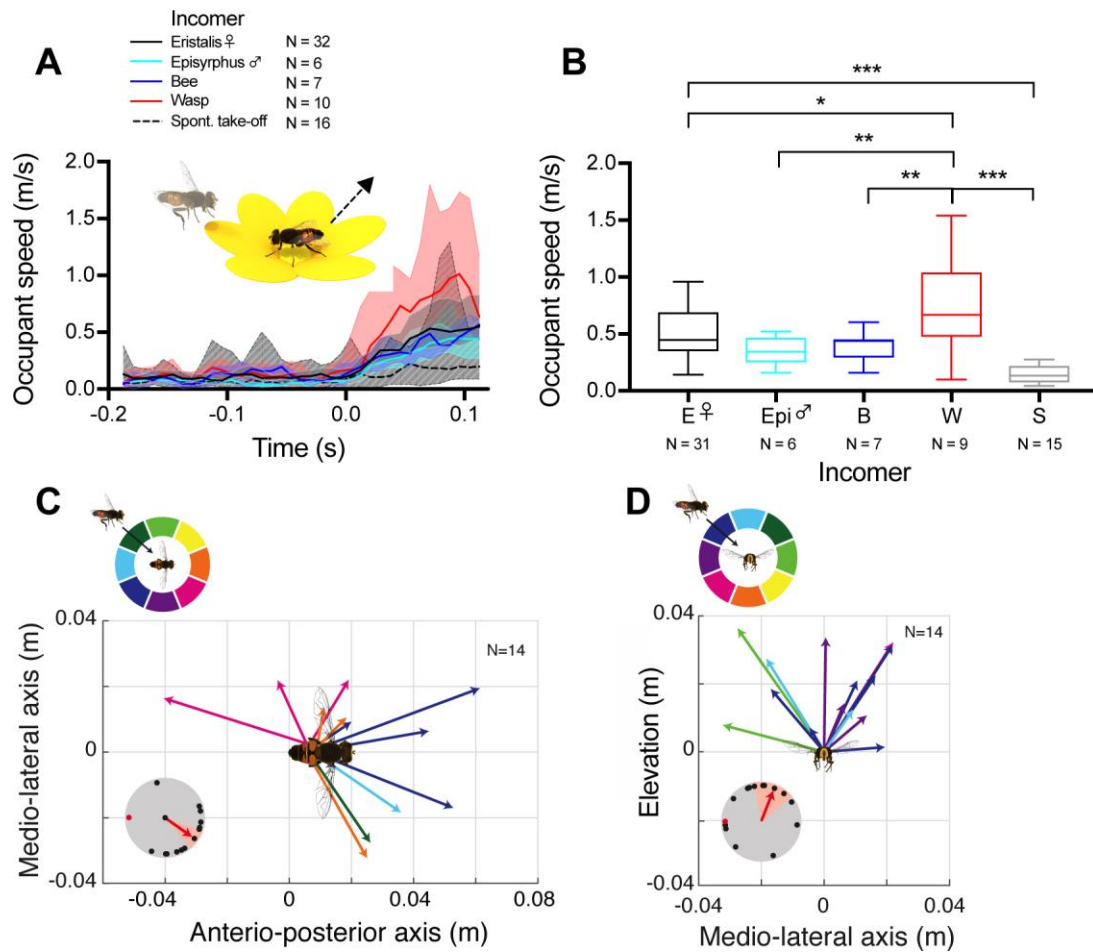 Incomer
A
Eristalis♀ N = 32
Episyrphus ♂ N = 6
Bee N = 7
Wasp N = 10
Spont. take-off N = 16
Occupant speed (m/s)
2.0
1.5
1.0
0.5
0.0
-0.2 -0.1 0.0 0.1
Time (s)
B
***
*
**
** ***
Occupant speed (m/s)
2.0
1.5
1.0
0.5
0.0
E♀ Epi♂ B W S
N = 31 N = 6 N = 7 N = 9 N = 15
Incomer
C
Medio-lateral axis (m)
0.04
0
-0.04
N=14
-0.04 0 0.04 0.08
Anterio-posterior axis (m)
D
Elevation (m)
0.04
0
-0.04
N=14
-0.04 0 0.04
Medio-lateral axis (m)